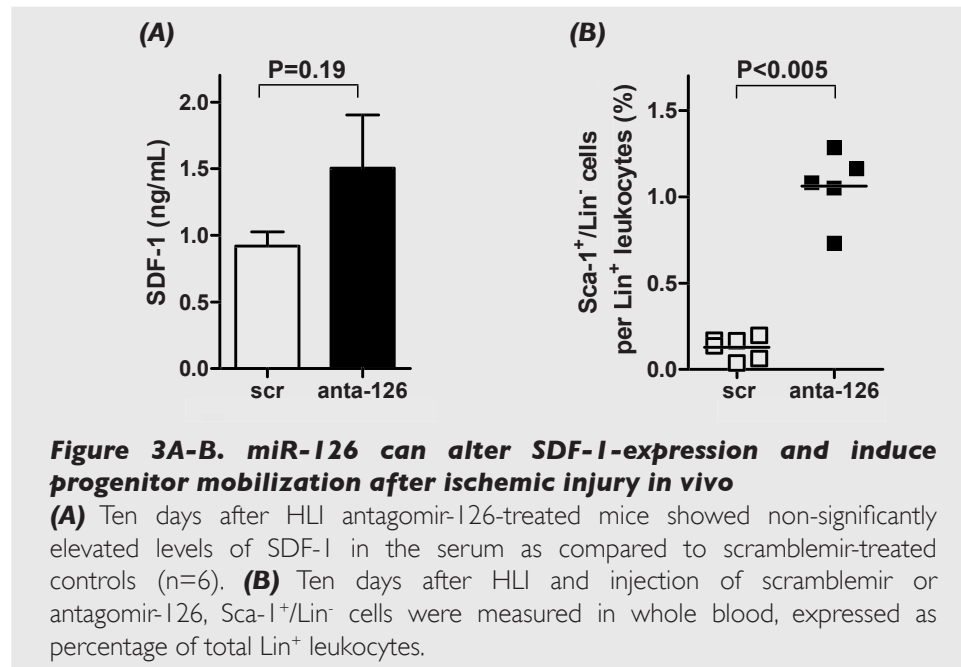 (A)
P=0.19
SDF-1 (ng/mL)
2.0
1.5
1.0
0.5
0.0
scr anta-126
(B)
P<0.005
Sca-1⁺/Lin⁻ cells
per Lin⁺ leukocytes (%)
1.5
1.0
0.5
0.0
scr anta-126
Figure 3A-B. miR-126 can alter SDF-1-expression and induce
progenitor mobilization after ischemic injury in vivo
(A) Ten days after HLI antagomir-126-treated mice showed non-significantly
elevated levels of SDF-1 in the serum as compared to scramblemir-treated
controls (n=6). (B) Ten days after HLI and injection of scramblemir or
antagomir-126, Sca-1⁺/Lin⁻ cells were measured in whole blood, expressed as
percentage of total Lin⁺ leukocytes.